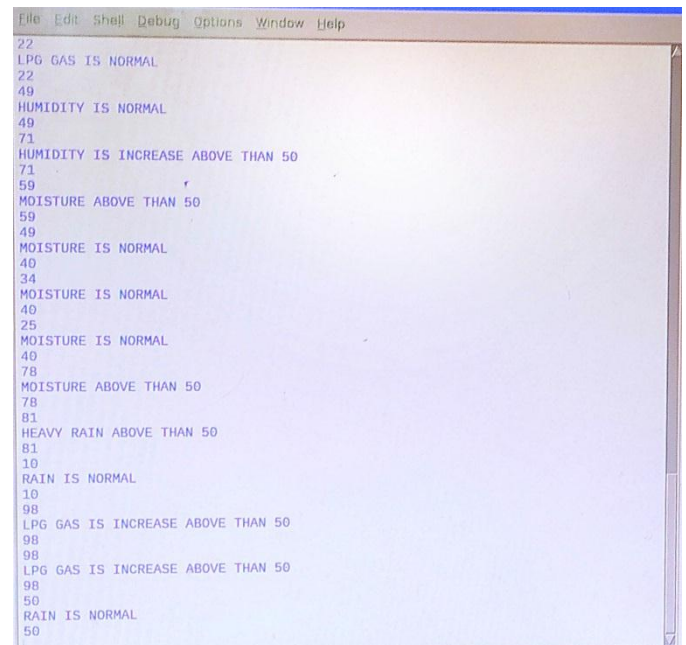 File Edit Shell Debug Options Window Help
22
LPG GAS IS NORMAL
22
49
HUMIDITY IS NORMAL
49
71
HUMIDITY IS INCREASE ABOVE THAN 50
71
59
MOISTURE ABOVE THAN 50
59
49
MOISTURE IS NORMAL
40
34
MOISTURE IS NORMAL
40
25
MOISTURE IS NORMAL
40
78
MOISTURE ABOVE THAN 50
78
81
HEAVY RAIN ABOVE THAN 50
81
10
RAIN IS NORMAL
10
98
LPG GAS IS INCREASE ABOVE THAN 50
98
98
LPG GAS IS INCREASE ABOVE THAN 50
98
50
RAIN IS NORMAL
50